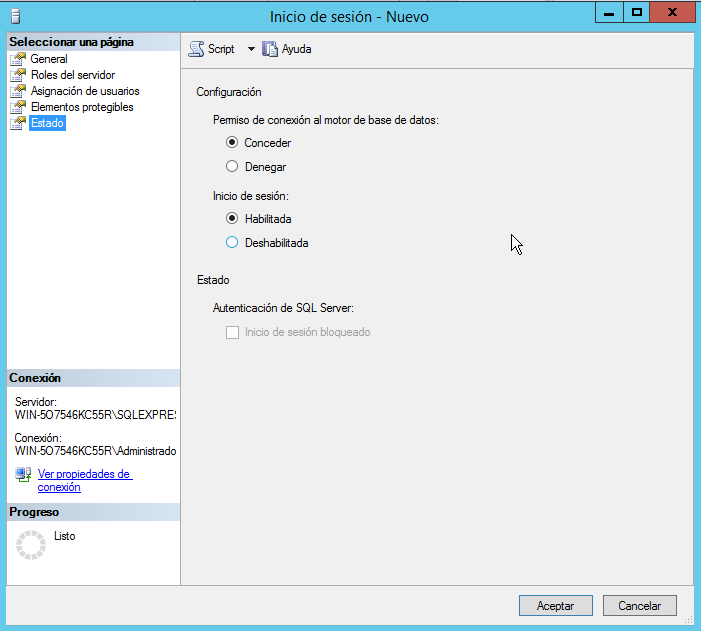 Inicio de sesión - Nuevo
Seleccionar una página
General
Roles del servidor
Asignación de usuarios
Elementos protegibles
Estado
Script
Ayuda
Configuración
Permiso de conexión al motor de base de datos:
Conceder
Denegar
Inicio de sesión:
Habilitada
Deshabilitada
Estado
Autenticación de SQL Server:
Inicio de sesión bloqueado
Conexión
Servidor:
WIN-5O7546KC55R\SQLEXPRE
Conexión:
WIN-5O7546KC55R\Administrado
Ver propiedades de
conexión
Progreso
Listo
Aceptar
Cancelar